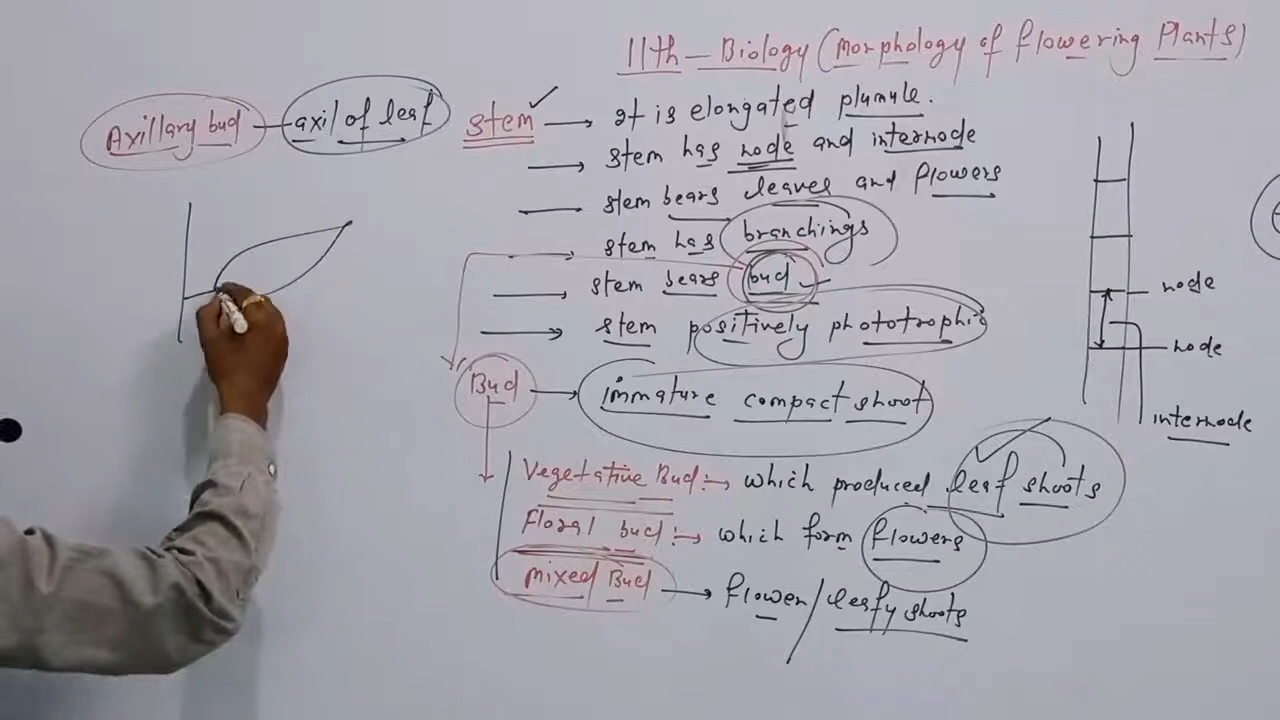 11th - Biology (Morphology of flowering Plants)
Axillary bud - axil of leaf
Stem → It is elongated plumule.
→ stem has node and internode
→ stem bears leaves and flowers
→ stem has branchings
→ stem bears bud
→ stem positively phototrophic
Bud → immature compact shoot
Vegetative Bud :→ which produced leaf shoots
Floral bud :→ which form flowers
Mixed Bud → flower/leafy shoots
node
node
internode